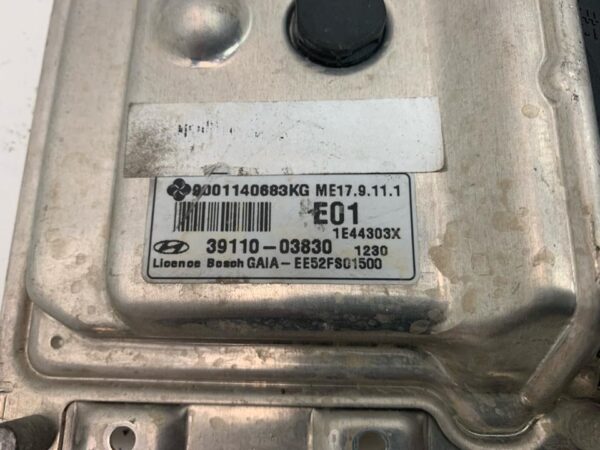 9001140683KG ME17.9.11.1
E01
1E44303X
39110-03830 1230
Licence Bosch GAIA-EE52FS01500